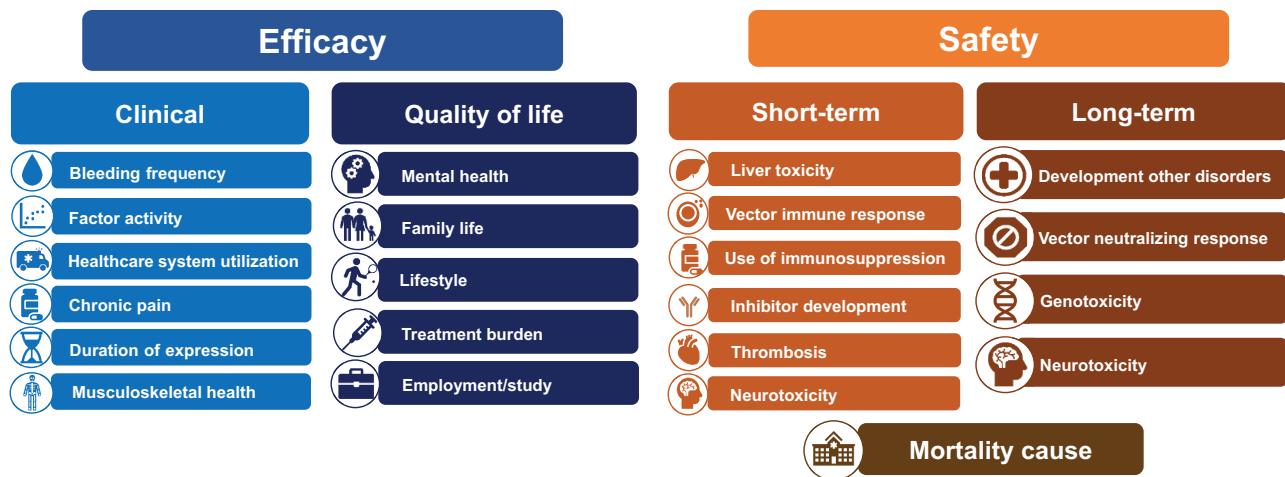 Efficacy
Safety
Clinical
Quality of life
Short-term
Long-term
Bleeding frequency
Factor activity
Healthcare system utilization
Chronic pain
Duration of expression
Musculoskeletal health
Mental health
Family life
Lifestyle
Treatment burden
Employment/study
Liver toxicity
Vector immune response
Use of immunosuppression
Inhibitor development
Thrombosis
Neurotoxicity
Development other disorders
Vector neutralizing response
Genotoxicity
Neurotoxicity
Mortality cause